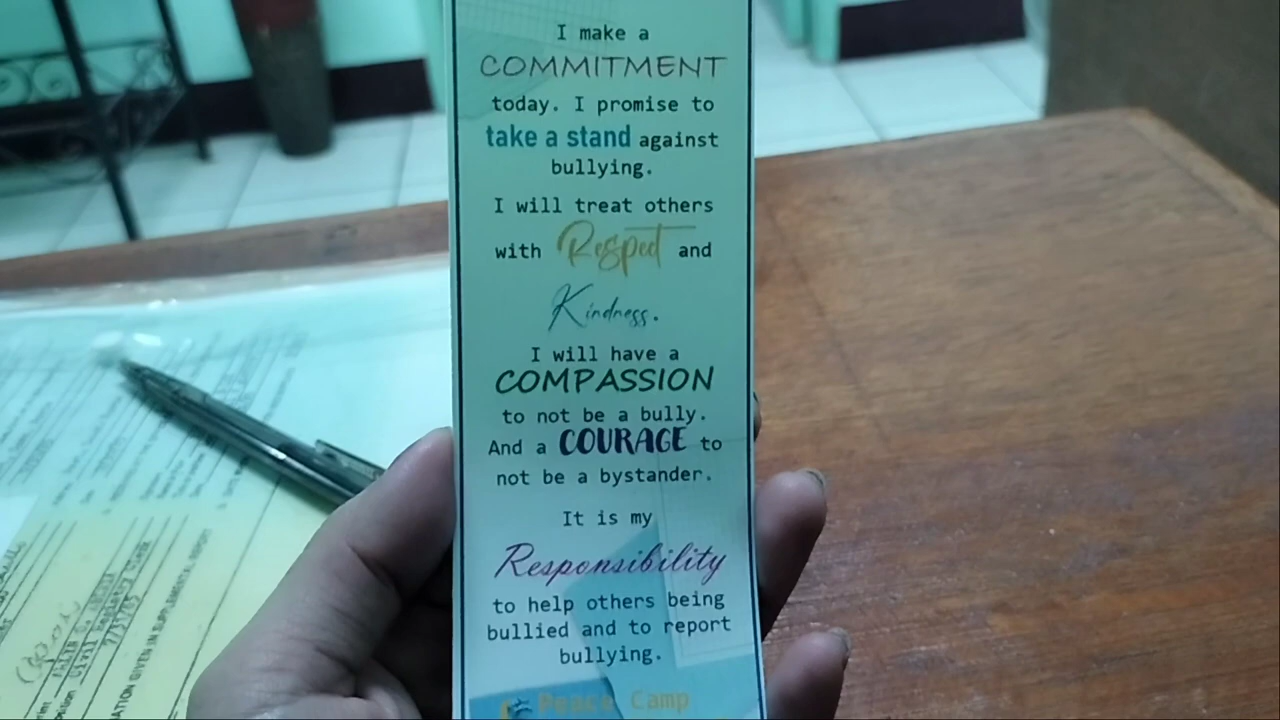 I make a
COMMITMENT
today. I promise to
take a stand against
bullying.
I will treat others
with Respect and
Kindness.
I will have a
COMPASSION
to not be a bully.
And a COURAGE to
not be a bystander.
It is my
Responsibility
to help others being
bullied and to report
bullying.
Peace Camp